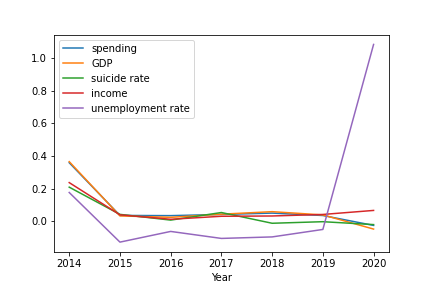 spending
GDP
suicide rate
income
unemployment rate
1.0
0.8
0.6
0.4
0.2
0.0
2014 2015 2016 2017 2018 2019 2020
Year